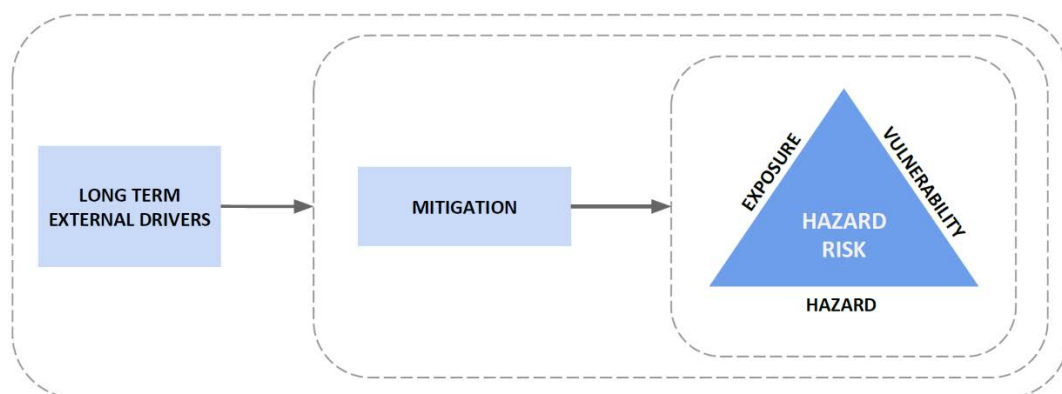 LONG TERM
EXTERNAL DRIVERS
MITIGATION
EXPOSURE
VULNERABILITY
HAZARD
RISK
HAZARD